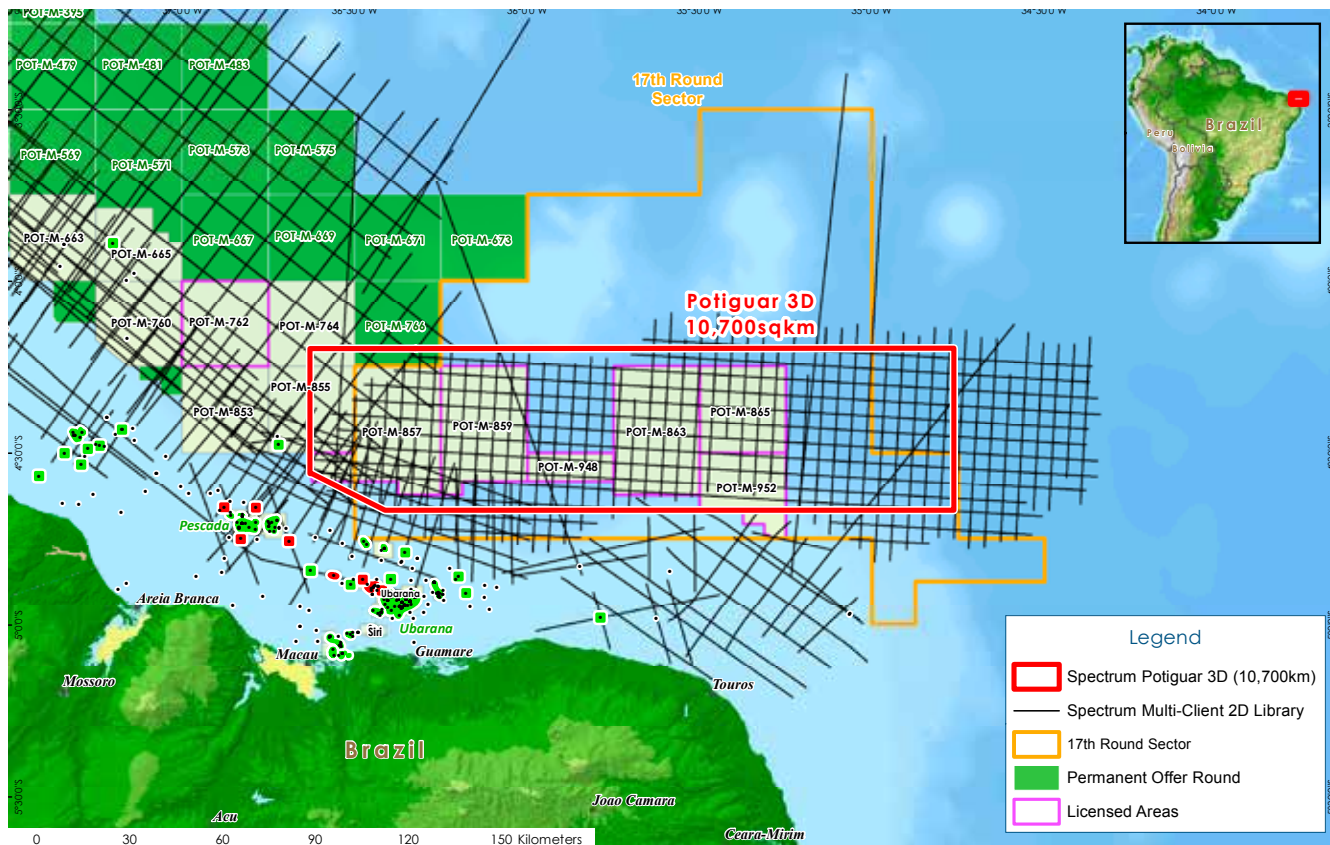 POT-M-395
36°30'0"W
36°0'0"W
35°30'0"W
35°0'0"W
34°30'0"W
34°0'0"W
POT-M-479
POT-M-481
POT-M-483
17th Round
Sector
Peru
Brazil
Bolivia
POT-M-569
POT-M-571
POT-M-573
POT-M-575
POT-M-663
POT-M-665
POT-M-667
POT-M-669
POT-M-671
POT-M-673
Potiguar 3D
10,700sqkm
POT-M-760
POT-M-762
POT-M-764
POT-M-766
POT-M-853
POT-M-855
POT-M-857
POT-M-859
POT-M-863
POT-M-865
4°30'0"S
POT-M-948
POT-M-952
Pescada
Areia Branca
Ubarana
Ubarana
Siri
5°0'0"S
Macau
Guamare
Mossoro
Touros
Brazil
5°30'0"S
Joao Camara
Acu
Ceara-Mirim
Legend
Spectrum Potiguar 3D (10,700km)
Spectrum Multi-Client 2D Library
17th Round Sector
Permanent Offer Round
Licensed Areas
0 30 60 90 120 150 Kilometers